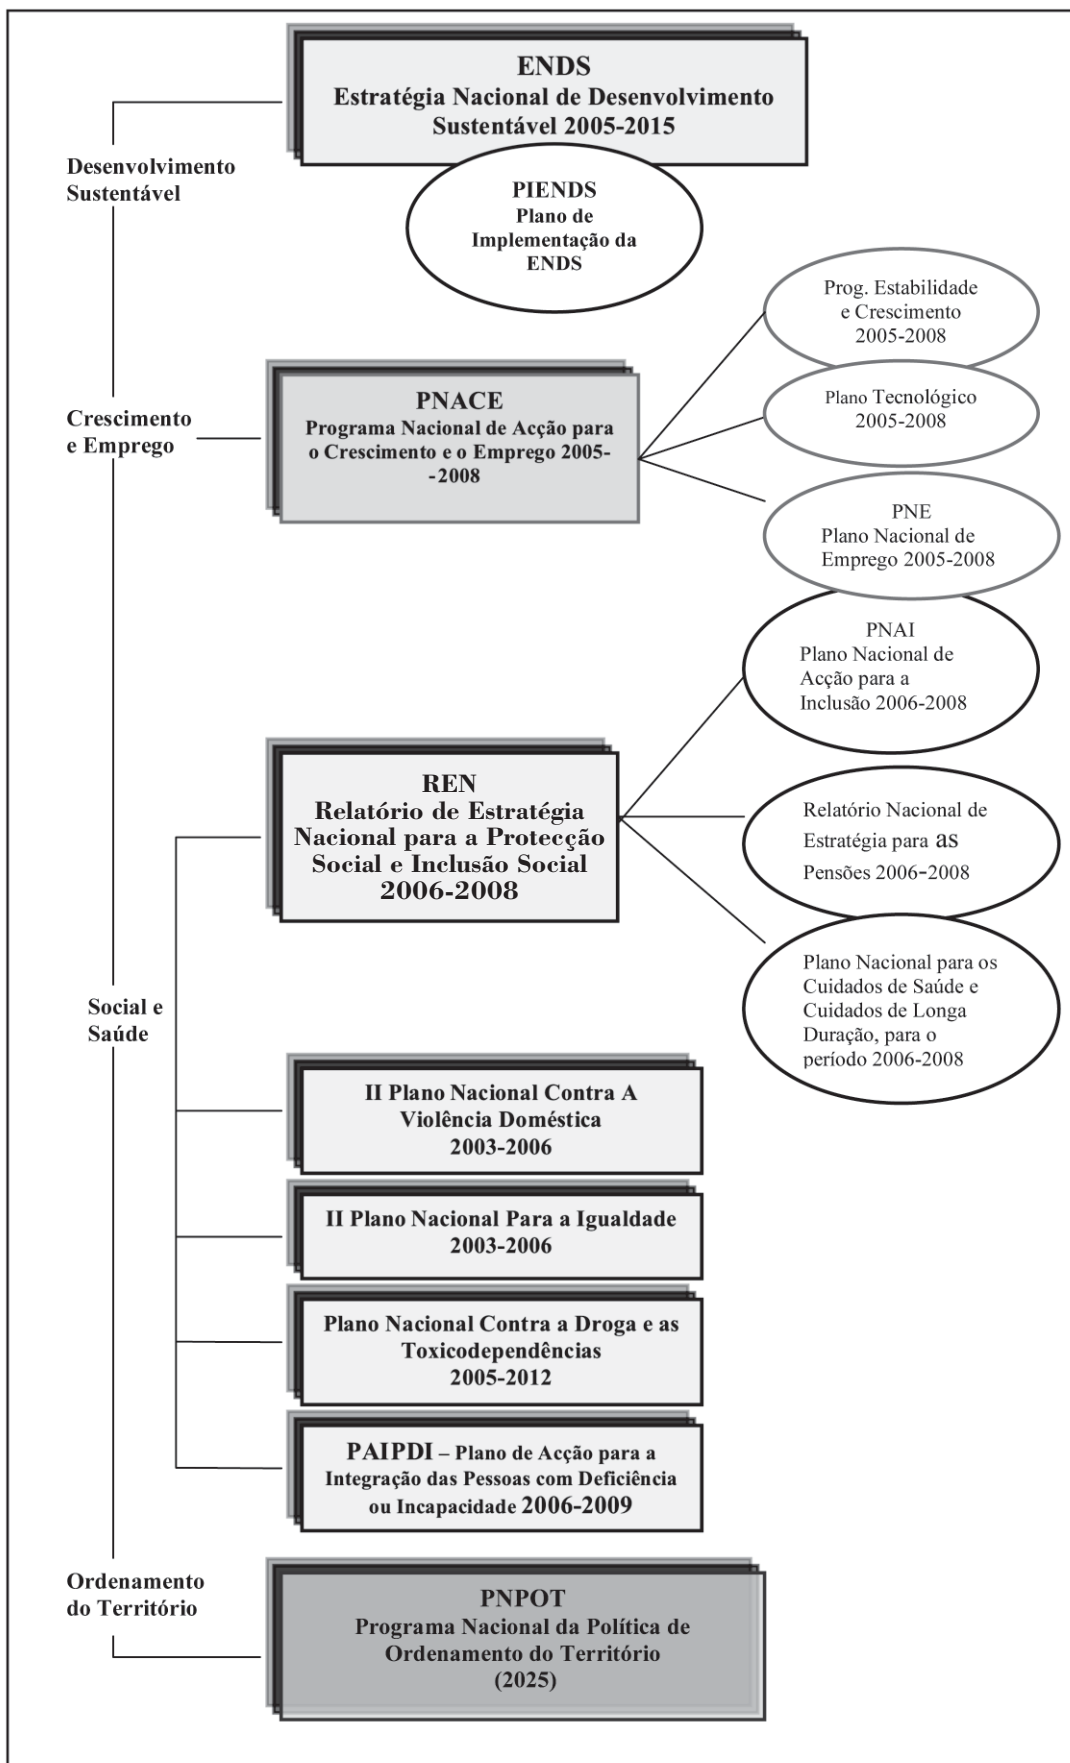 ENDS
Estratégia Nacional de Desenvolvimento
Sustentável 2005-2015
Desenvolvimento
Sustentável
PIENDS
Plano de
Implementação da
ENDS
Prog. Estabilidade
e Crescimento
2005-2008
Crescimento
e Emprego
PNACE
Programa Nacional de Acção para
o Crescimento e o Emprego 2005-
-2008
Plano Tecnológico
2005-2008
PNE
Plano Nacional de
Emprego 2005-2008
PNAI
Plano Nacional de
Acção para a
Inclusão 2006-2008
REN
Relatório de Estratégia
Nacional para a Protecção
Social e Inclusão Social
2006-2008
Relatório Nacional de
Estratégia para as
Pensões 2006-2008
Plano Nacional para os
Cuidados de Saúde e
Cuidados de Longa
Duração, para o
período 2006-2008
Social e
Saúde
II Plano Nacional Contra A
Violência Doméstica
2003-2006
II Plano Nacional Para a Igualdade
2003-2006
Plano Nacional Contra a Droga e as
Toxicodependências
2005-2012
PAIPDI – Plano de Acção para a
Integração das Pessoas com Deficiência
ou Incapacidade 2006-2009
Ordenamento
do Território
PNPOT
Programa Nacional da Política de
Ordenamento do Território
(2025)